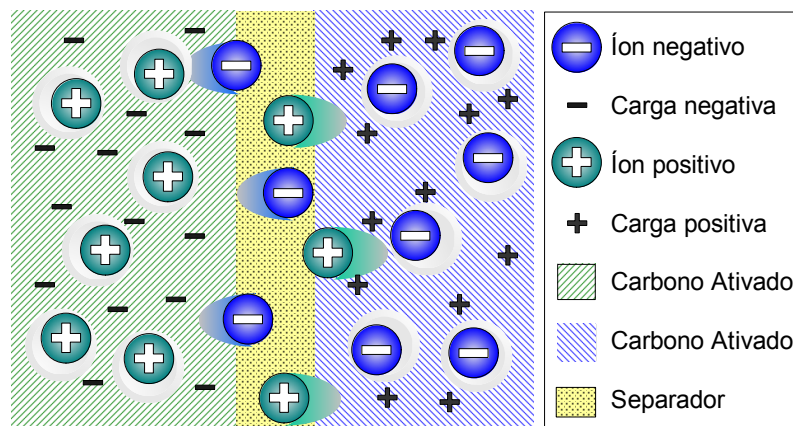 Íon negativo
Carga negativa
Íon positivo
Carga positiva
Carbono Ativado
Carbono Ativado
Separador